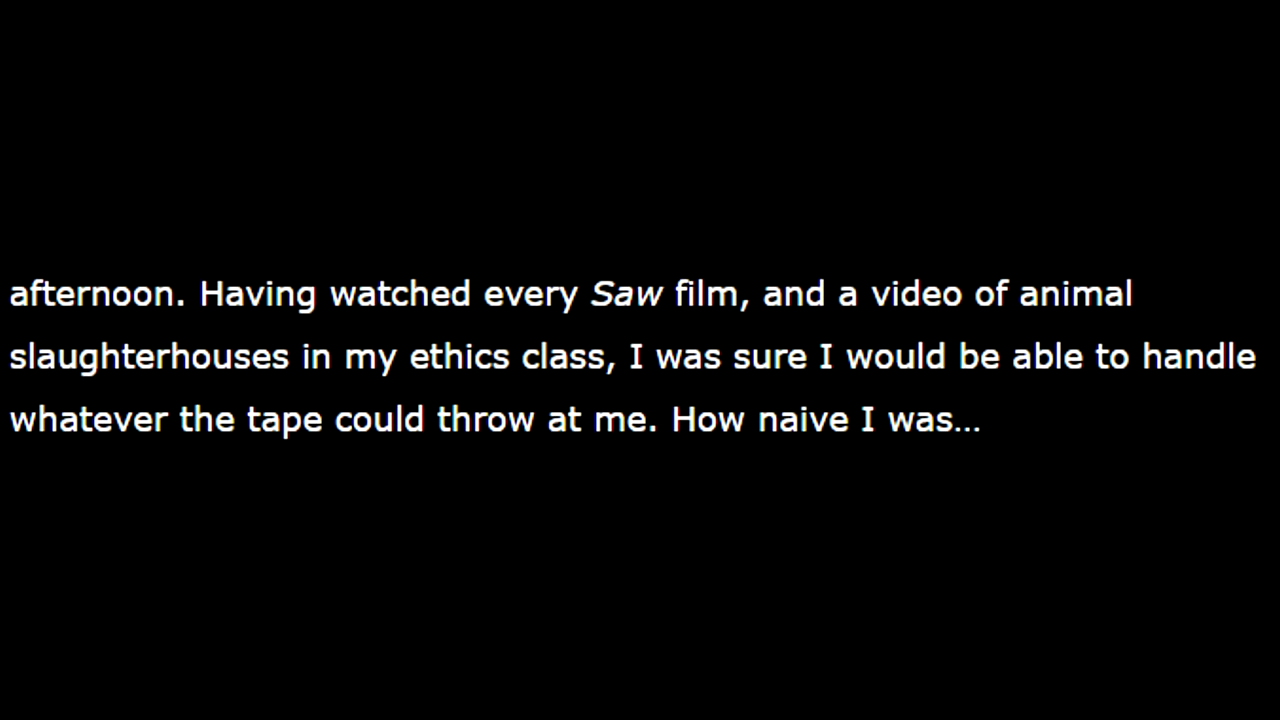 afternoon. Having watched every Saw film, and a video of animal
slaughterhouses in my ethics class, I was sure I would be able to handle
whatever the tape could throw at me. How naive I was...